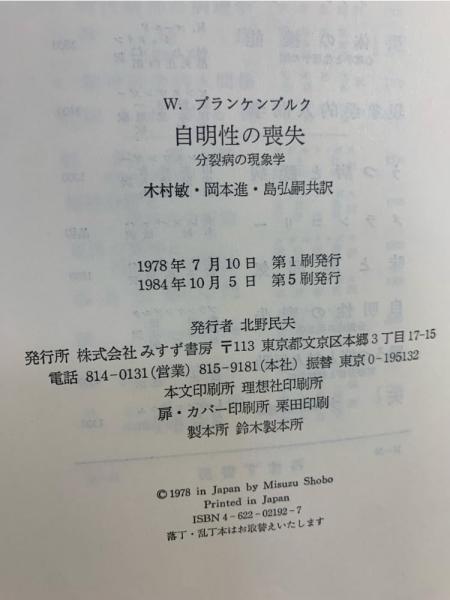 W. ブランケンブルク
自明性の喪失
分裂病の現象学
木村敏・岡本進・島弘嗣共訳
1978年7月10日 第1刷発行
1984年10月5日 第5刷発行
発行者 北野民夫
発行所 株式会社 みすず書房 〒113 東京都文京区本郷3丁目17-15
電話 814-0131(営業) 815-9181(本社) 振替 東京0-195132
本文印刷所 理想社印刷所
扉・カバー印刷所 栗田印刷
製本所 鈴木製本所
© 1978 in Japan by Misuzu Shobo
Printed in Japan
ISBN 4-622-02192-7
落丁・乱丁本はお取替えいたします